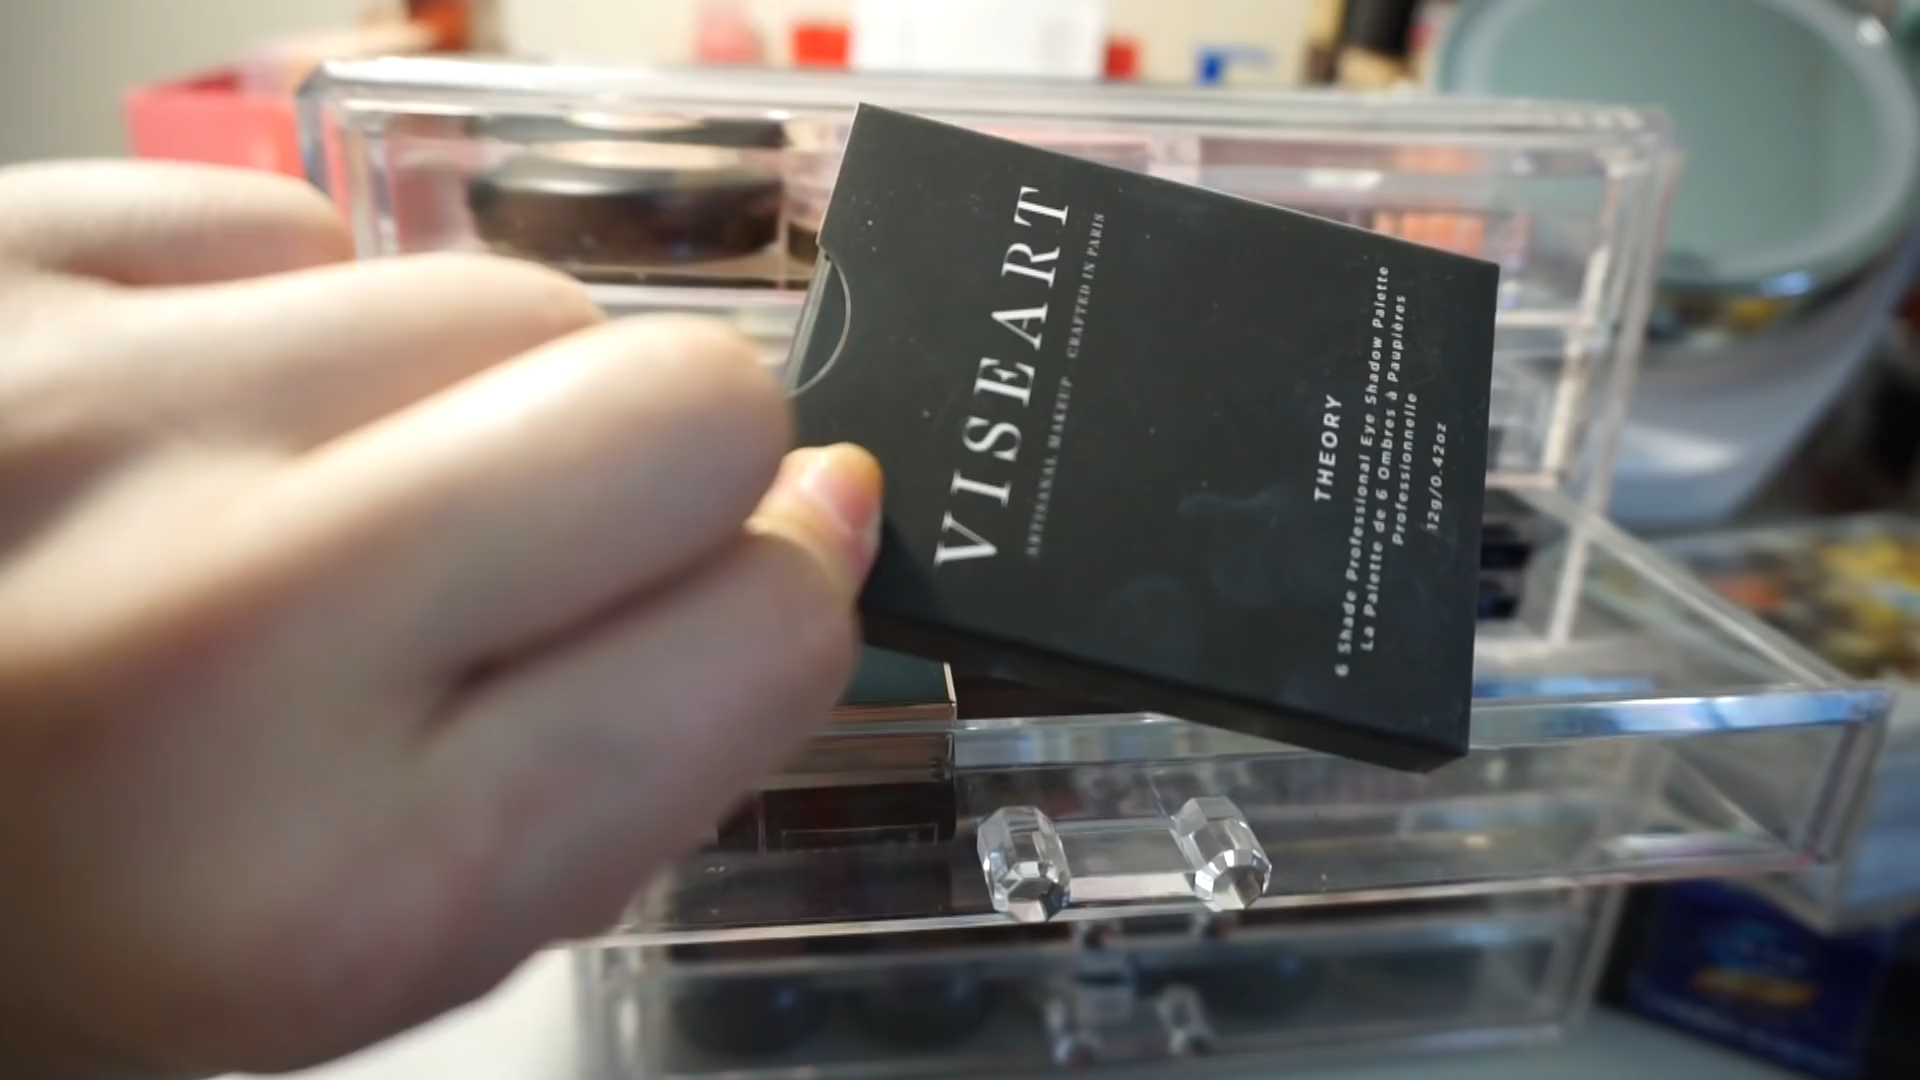 VISEART
ARTISANAL MAKEUP · CRAFTED IN PARIS
THEORY
6 Shade Professional Eye Shadow Palette
La Palette de 6 Ombres à Paupières
Professionnelle
12g/0.42oz